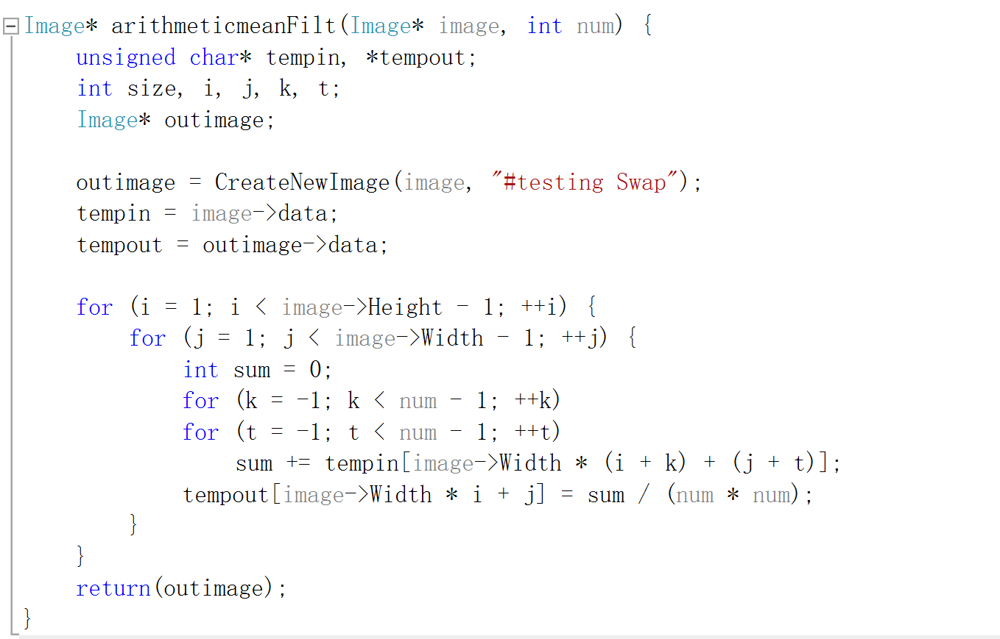 Image* arithmeticmeanFilt(Image* image, int num) {
    unsigned char* tempin, *tempout;
    int size, i, j, k, t;
    Image* outimage;

    outimage = CreateNewImage(image, "#testing Swap");
    tempin = image->data;
    tempout = outimage->data;

    for (i = 1; i < image->Height - 1; ++i) {
        for (j = 1; j < image->Width - 1; ++j) {
            int sum = 0;
            for (k = -1; k < num - 1; ++k)
            for (t = -1; t < num - 1; ++t)
                sum += tempin[image->Width * (i + k) + (j + t)];
            tempout[image->Width * i + j] = sum / (num * num);
        }
    }
    return(outimage);
}